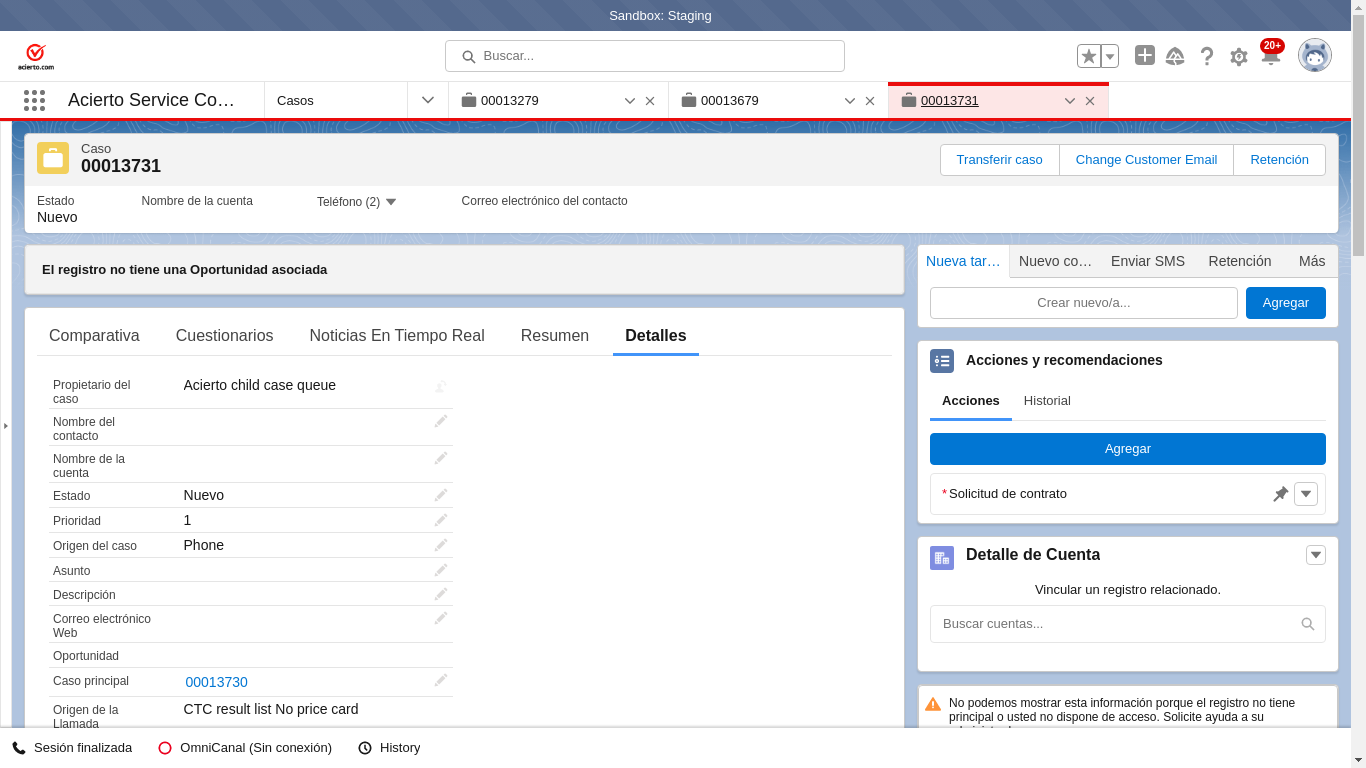 Sandbox: Staging
acierto.com
Buscar...
20+
Acierto Service Co…
Casos
00013279
00013679
00013731
Caso
00013731
Transferir caso
Change Customer Email
Retención
Estado
Nuevo
Nombre de la cuenta
Teléfono (2)
Correo electrónico del contacto
El registro no tiene una Oportunidad asociada
Comparativa
Cuestionarios
Noticias En Tiempo Real
Resumen
Detalles
Propietario del
caso
Acierto child case queue
Nombre del
contacto
Nombre de la
cuenta
Estado
Nuevo
Prioridad
1
Origen del caso
Phone
Asunto
Descripción
Correo electrónico
Web
Oportunidad
Caso principal
00013730
Origen de la
Llamada
CTC result list No price card
Nueva tar…
Nuevo co…
Enviar SMS
Retención
Más
Crear nuevo/a...
Agregar
Acciones y recomendaciones
Acciones
Historial
Agregar
*Solicitud de contrato
Detalle de Cuenta
Vincular un registro relacionado.
Buscar cuentas...
No podemos mostrar esta información porque el registro no tiene
principal o usted no dispone de acceso. Solicite ayuda a su
Sesión finalizada
OmniCanal (Sin conexión)
History